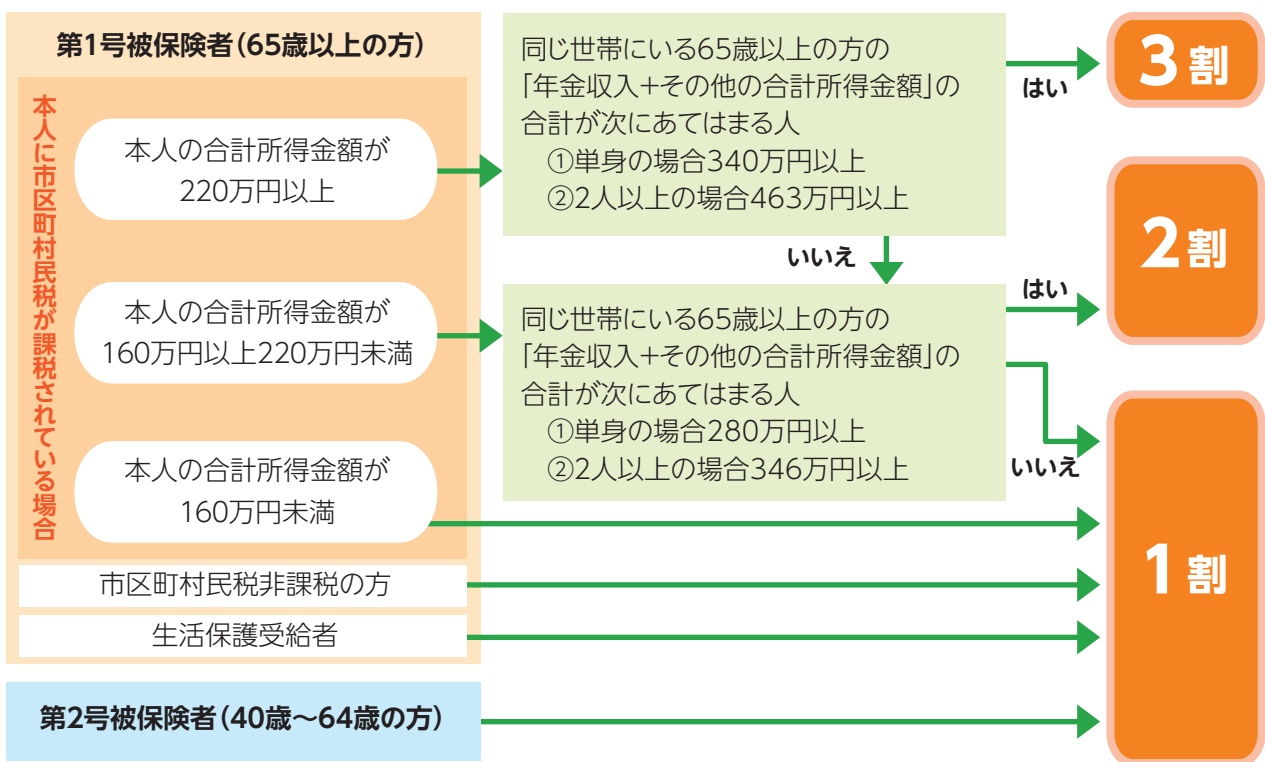 第1号被保険者(65歳以上の方)
本人に市区町村民税が課税されている場合
本人の合計所得金額が
220万円以上
本人の合計所得金額が
160万円以上220万円未満
本人の合計所得金額が
160万円未満
市区町村民税非課税の方
生活保護受給者
第2号被保険者(40歳～64歳の方)
同じ世帯にいる65歳以上の方の
「年金収入+その他の合計所得金額」の
合計が次にあてはまる人
①単身の場合340万円以上
②2人以上の場合463万円以上
はい
いいえ
同じ世帯にいる65歳以上の方の
「年金収入+その他の合計所得金額」の
合計が次にあてはまる人
①単身の場合280万円以上
②2人以上の場合346万円以上
はい
いいえ
3割
2割
1割